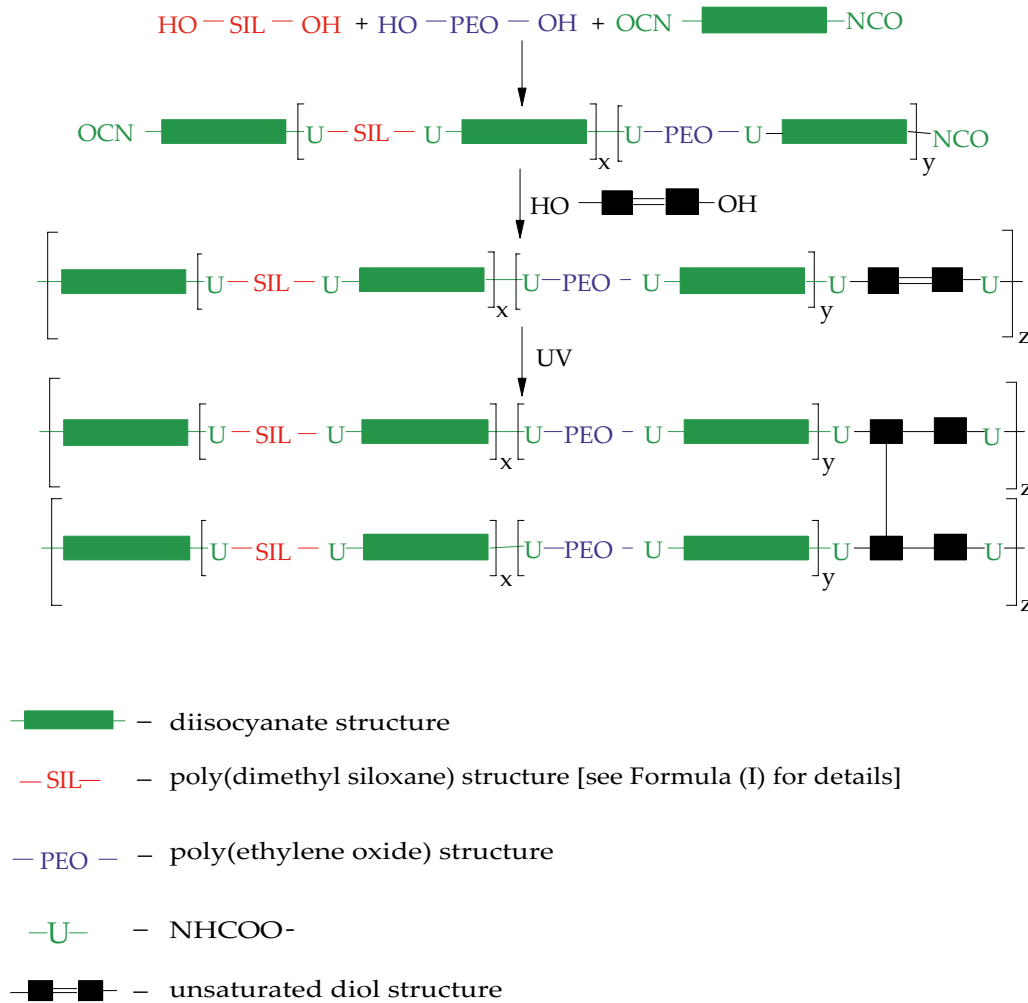 HO — SIL — OH + HO — PEO — OH + OCN NCO
OCN U SIL U x U PEO U y NCO
HO OH
U SIL U x U PEO U y U U z
UV
U SIL U x U PEO U y U U z
U SIL U x U PEO U y U U z
– diisocyanate structure
— SIL — – poly(dimethyl siloxane) structure [see Formula (I) for details]
— PEO — – poly(ethylene oxide) structure
—U— – NHCOO-
– unsaturated diol structure